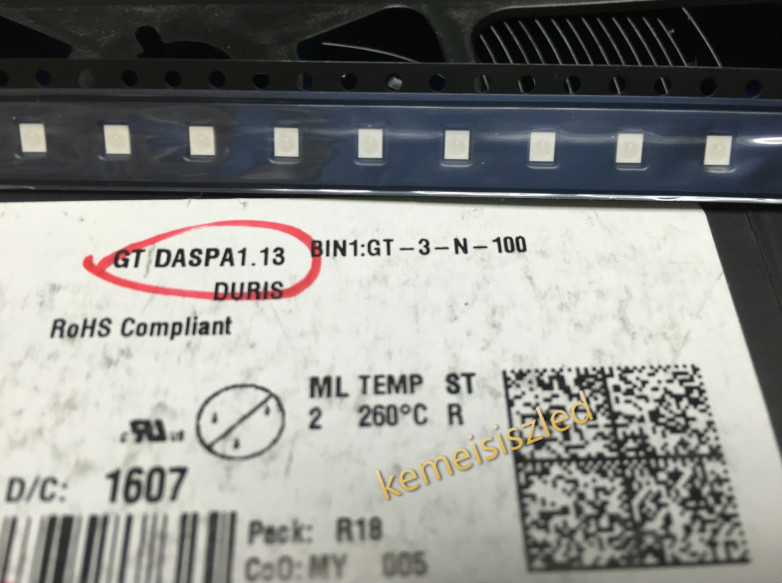 GT DASPA1.13 BIN1:GT-3-N-100
DURIS
RoHS Compliant
ML TEMP ST
2 260°C R
kemeisiszled
D/C: 1607
Pack: R18
CoO: MY 005